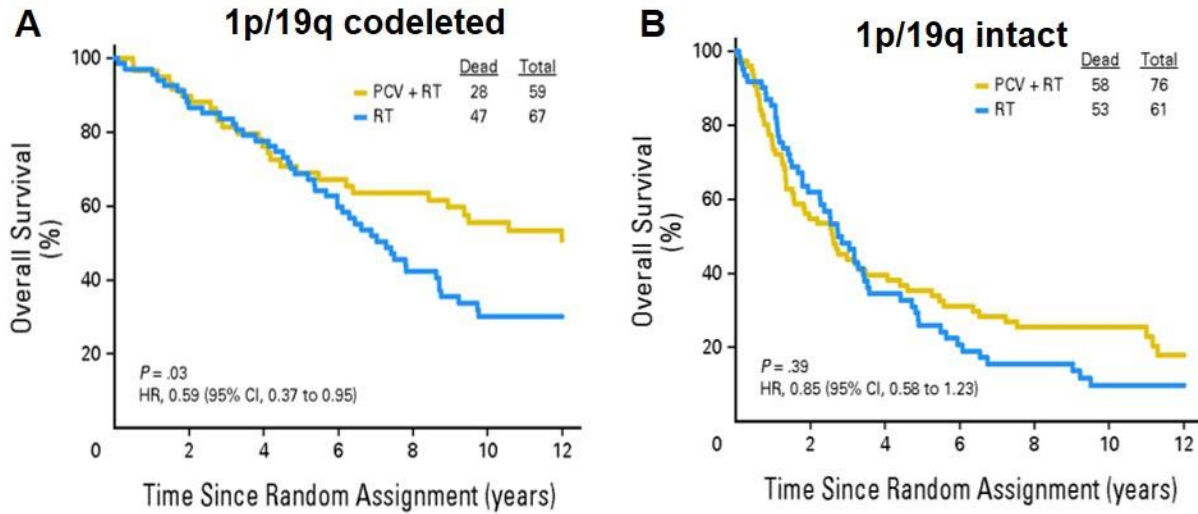 A
1p/19q codeleted
Dead Total
PCV + RT 28 59
RT 47 67
100
80
60
40
20
0
2 4 6 8 10 12
Overall Survival
(%)
P = .03
HR, 0.59 (95% CI, 0.37 to 0.95)
Time Since Random Assignment (years)
B
1p/19q intact
Dead Total
PCV + RT 58 76
RT 53 61
100
80
60
40
20
0
2 4 6 8 10 12
Overall Survival
(%)
P = .39
HR, 0.85 (95% CI, 0.58 to 1.23)
Time Since Random Assignment (years)